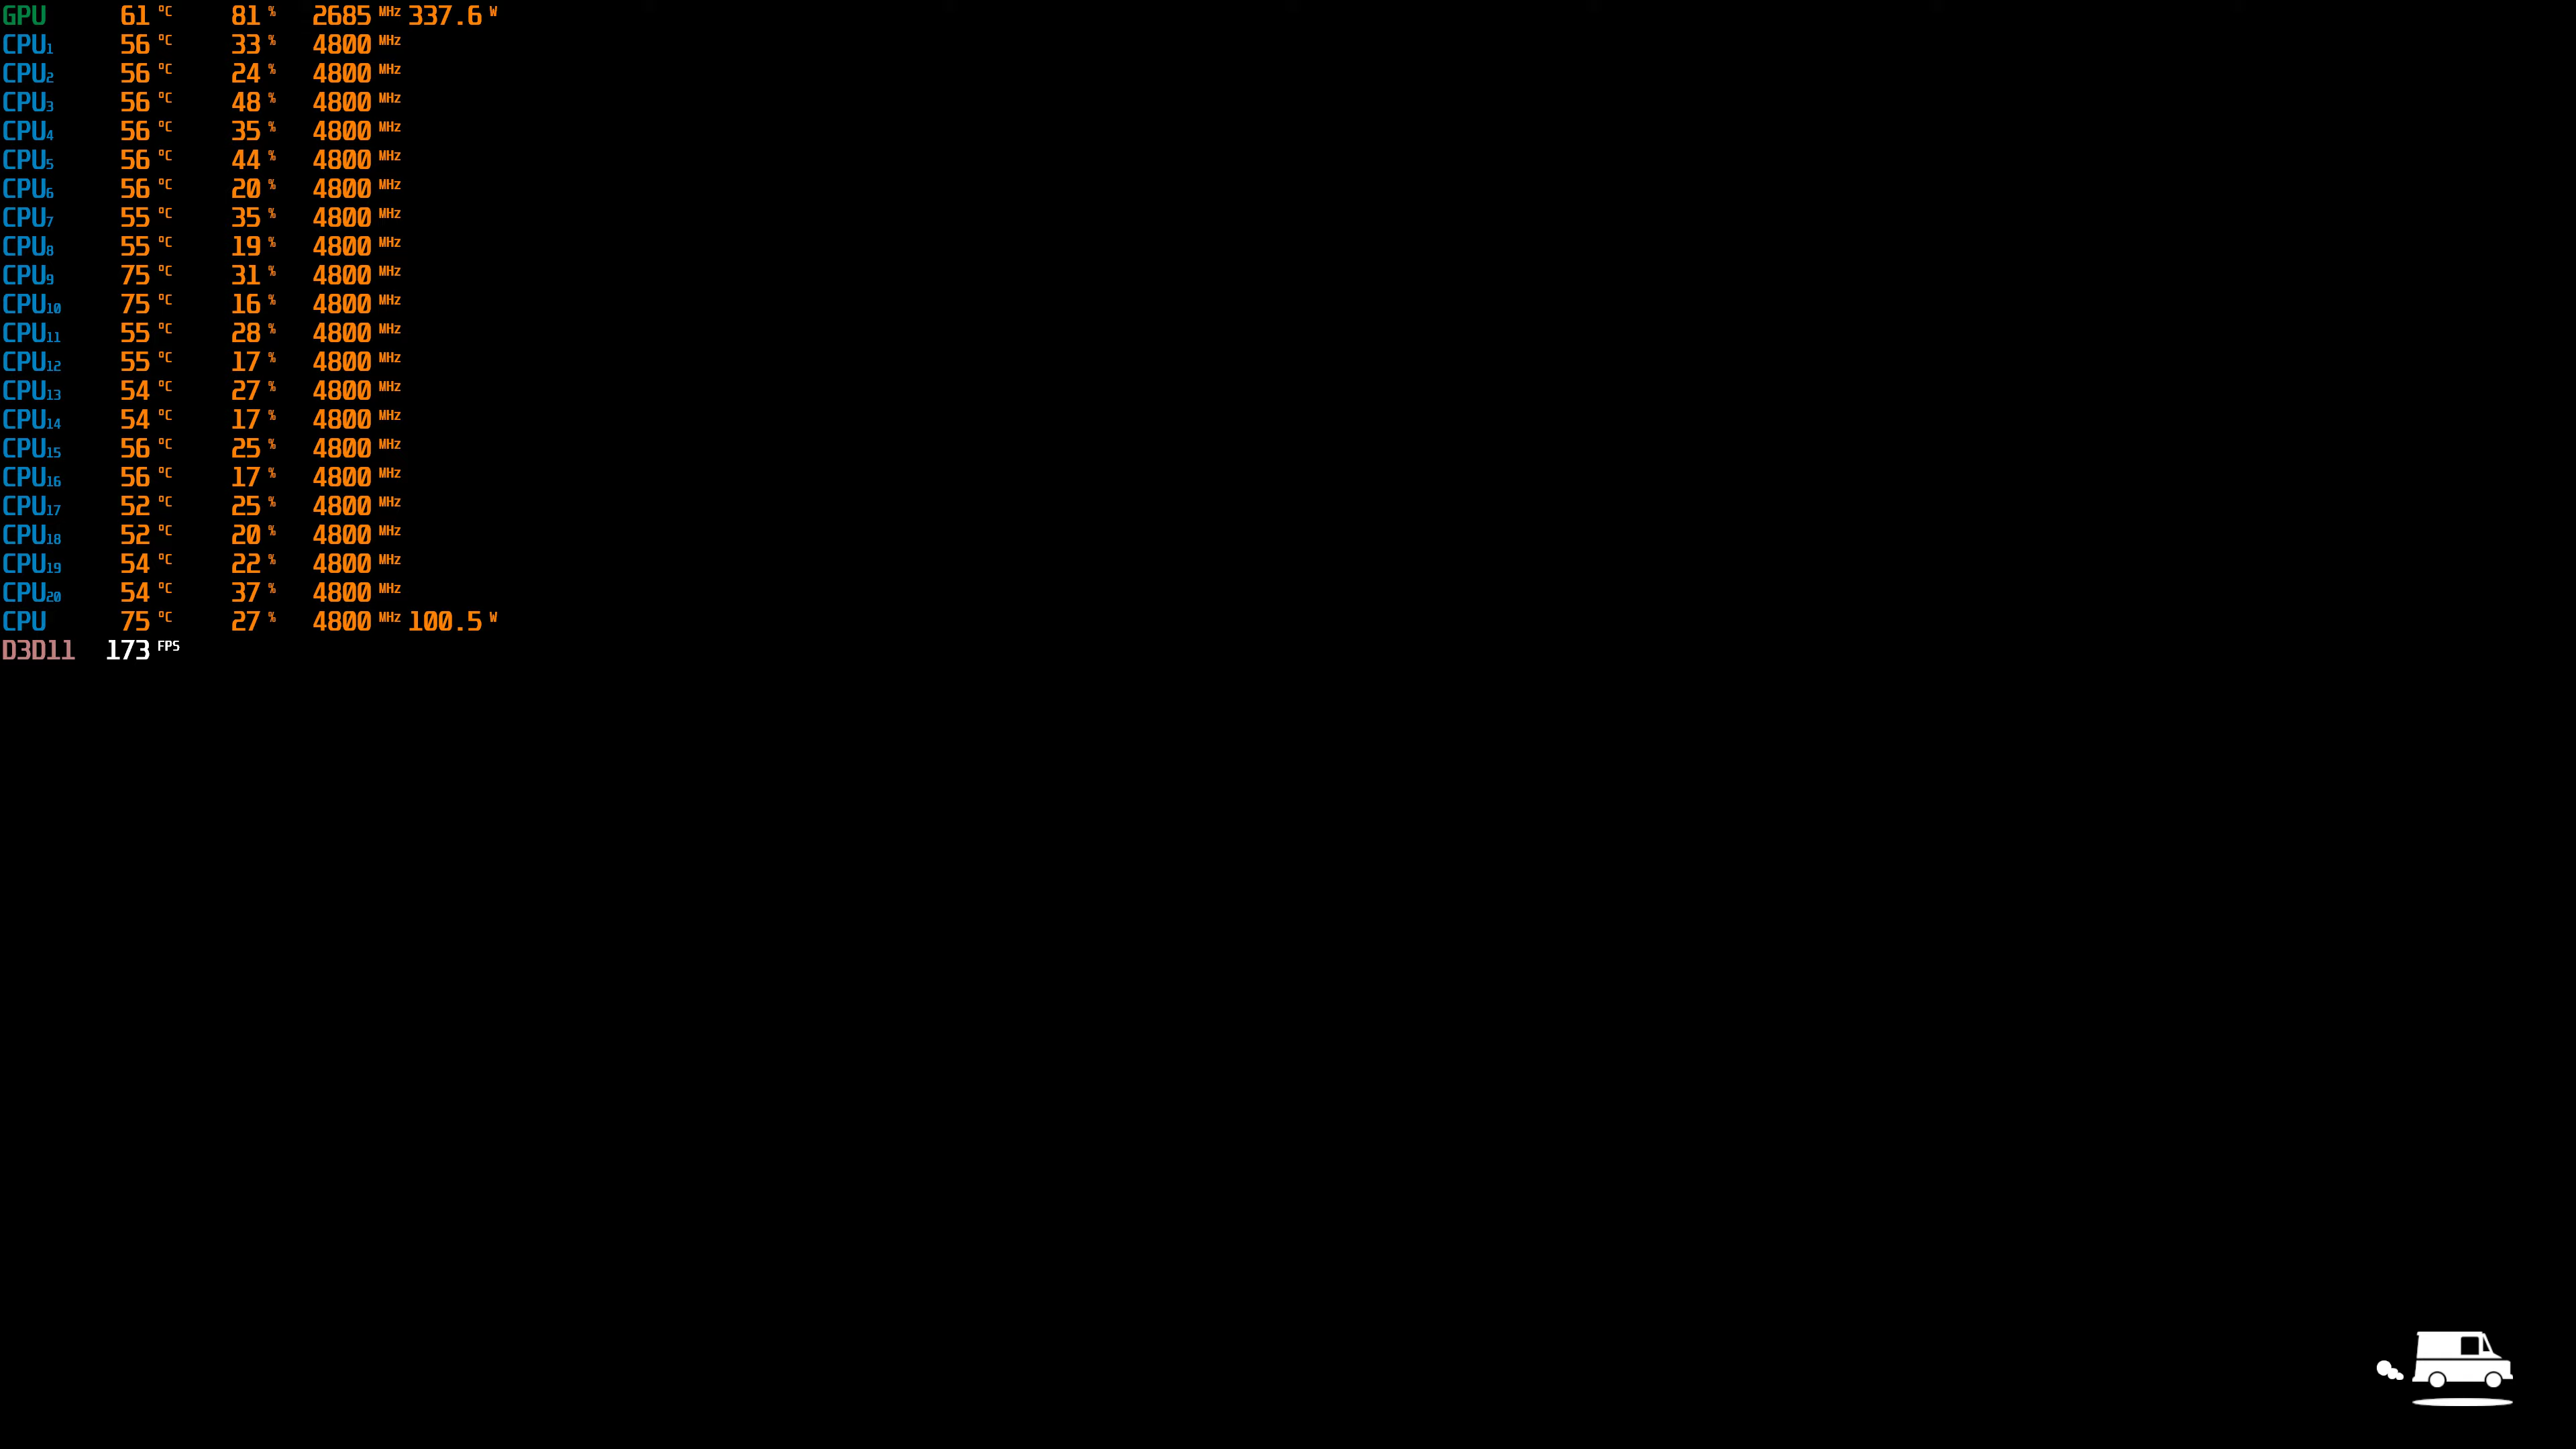 GPU 61 °C 81 % 2685 MHz 337.6 W
CPU1 56 °C 33 % 4800 MHz
CPU2 56 °C 24 % 4800 MHz
CPU3 56 °C 48 % 4800 MHz
CPU4 56 °C 35 % 4800 MHz
CPU5 56 °C 44 % 4800 MHz
CPU6 56 °C 20 % 4800 MHz
CPU7 55 °C 35 % 4800 MHz
CPU8 55 °C 19 % 4800 MHz
CPU9 75 °C 31 % 4800 MHz
CPU10 75 °C 16 % 4800 MHz
CPU11 55 °C 28 % 4800 MHz
CPU12 55 °C 17 % 4800 MHz
CPU13 54 °C 27 % 4800 MHz
CPU14 54 °C 17 % 4800 MHz
CPU15 56 °C 25 % 4800 MHz
CPU16 56 °C 17 % 4800 MHz
CPU17 52 °C 25 % 4800 MHz
CPU18 52 °C 20 % 4800 MHz
CPU19 54 °C 22 % 4800 MHz
CPU20 54 °C 37 % 4800 MHz
CPU 75 °C 27 % 4800 MHz 100.5 W
D3D11 173 FPS